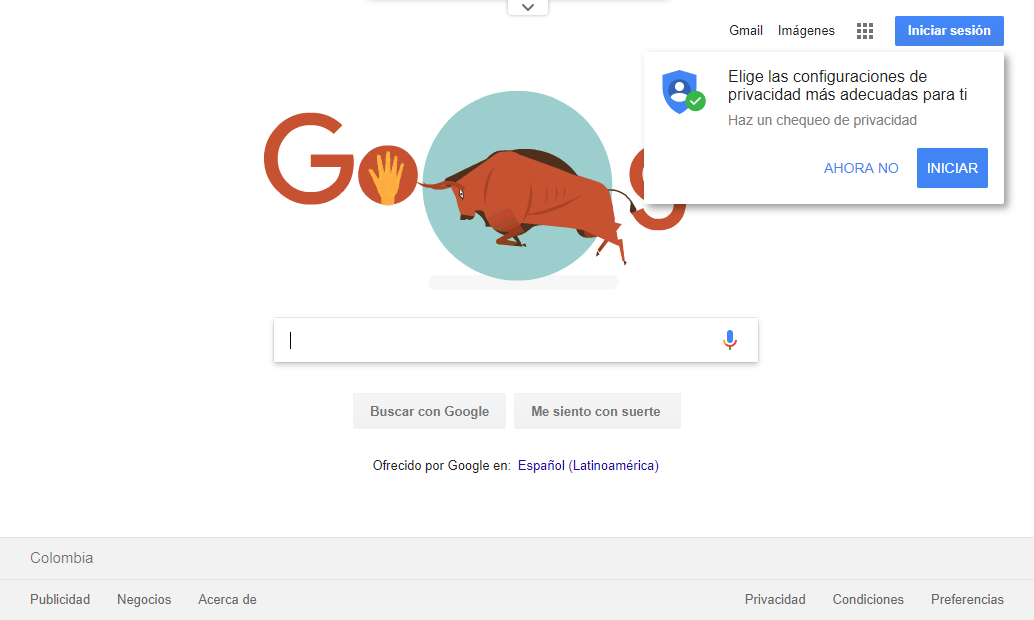 Gmail Imágenes Iniciar sesión
Elige las configuraciones de
privacidad más adecuadas para ti
Haz un chequeo de privacidad
AHORA NO INICIAR
Go g
Buscar con Google Me siento con suerte
Ofrecido por Google en: Español (Latinoamérica)
Colombia
Publicidad Negocios Acerca de Privacidad Condiciones Preferencias